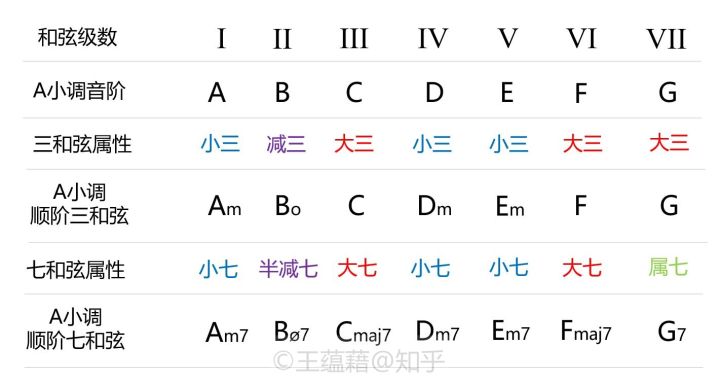 和弦级数 I II III IV V VI VII
A小调音阶 A B C D E F G
三和弦属性 小三 减三 大三 小三 小三 大三 大三
A小调
顺阶三和弦 Am Bo C Dm Em F G
七和弦属性 小七 半减七 大七 小七 小七 大七 属七
A小调
顺阶七和弦 Am7 Bø7 Cmaj7 Dm7 Em7 Fmaj7 G7
©王蕴藉@知乎